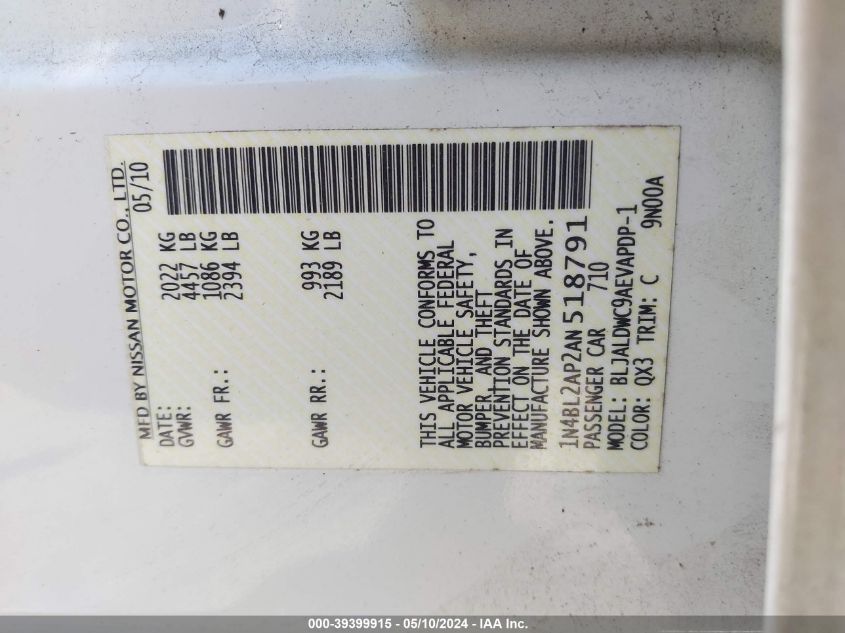 MFD BY NISSAN MOTOR CO., LTD.
DATE: 05/10
GVWR: 2022 KG
4457 LB
GAWR FR.: 1086 KG
2394 LB
GAWR RR.: 993 KG
2189 LB
THIS VEHICLE CONFORMS TO
ALL APPLICABLE FEDERAL
MOTOR VEHICLE SAFETY,
BUMPER, AND THEFT
PREVENTION STANDARDS IN
EFFECT ON THE DATE OF
MANUFACTURE SHOWN ABOVE.
1N4BL2AP2AN518791
PASSENGER CAR 710
MODEL: BLJALDWC9AEVAPDP-1
COLOR: QX3 TRIM: C 9N00A
000-39399915 - 05/10/2024 - IAA Inc.